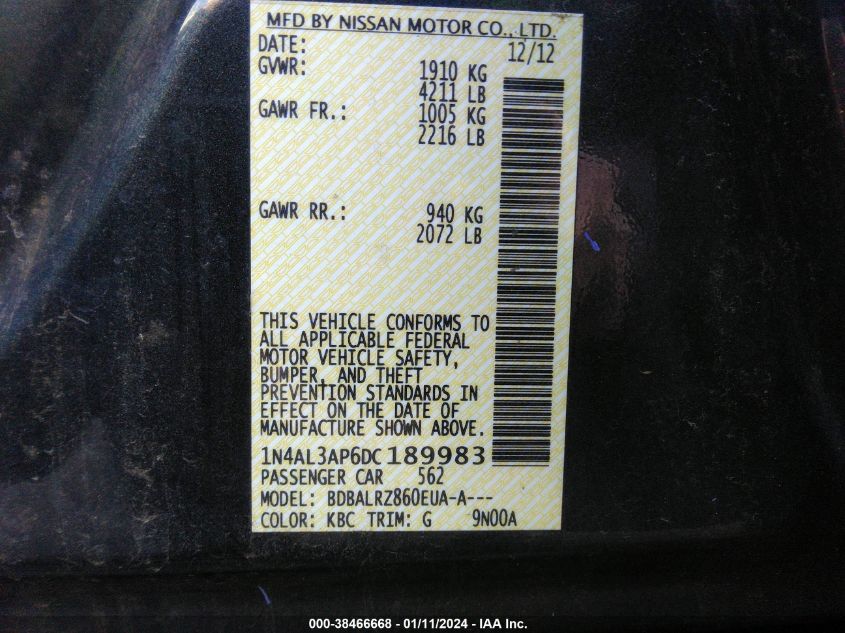 MFD BY NISSAN MOTOR CO., LTD.
DATE: 12/12
GVWR: 1910 KG
4211 LB
GAWR FR.: 1005 KG
2216 LB
GAWR RR.: 940 KG
2072 LB
THIS VEHICLE CONFORMS TO
ALL APPLICABLE FEDERAL
MOTOR VEHICLE SAFETY,
BUMPER, AND THEFT
PREVENTION STANDARDS IN
EFFECT ON THE DATE OF
MANUFACTURE SHOWN ABOVE.
1N4AL3AP6DC189983
PASSENGER CAR 562
MODEL: BDBALRZ860EUA-A---
COLOR: KBC TRIM: G 9N00A
000-38466668 - 01/11/2024 - IAA Inc.